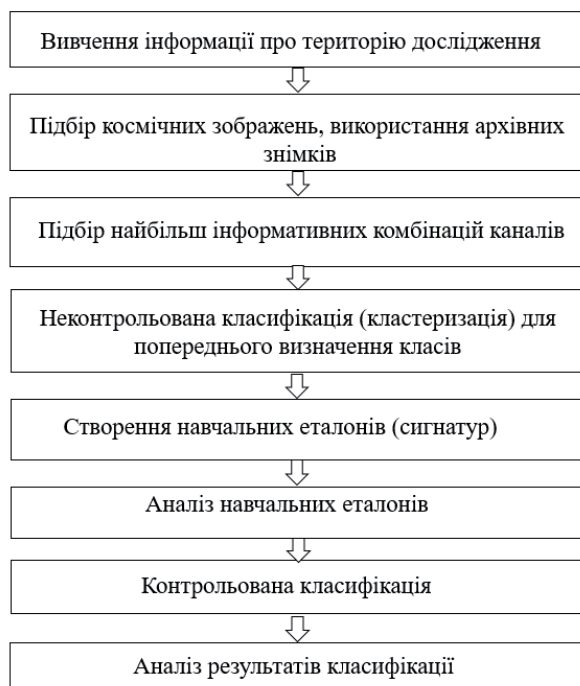 Вивчення інформації про територію дослідження
Підбір космічних зображень, використання архівних
знімків
Підбір найбільш інформативних комбінацій каналів
Неконтрольована класифікація (кластеризація) для
попереднього визначення класів
Створення навчальних еталонів (сигнатур)
Аналіз навчальних еталонів
Контрольована класифікація
Аналіз результатів класифікації